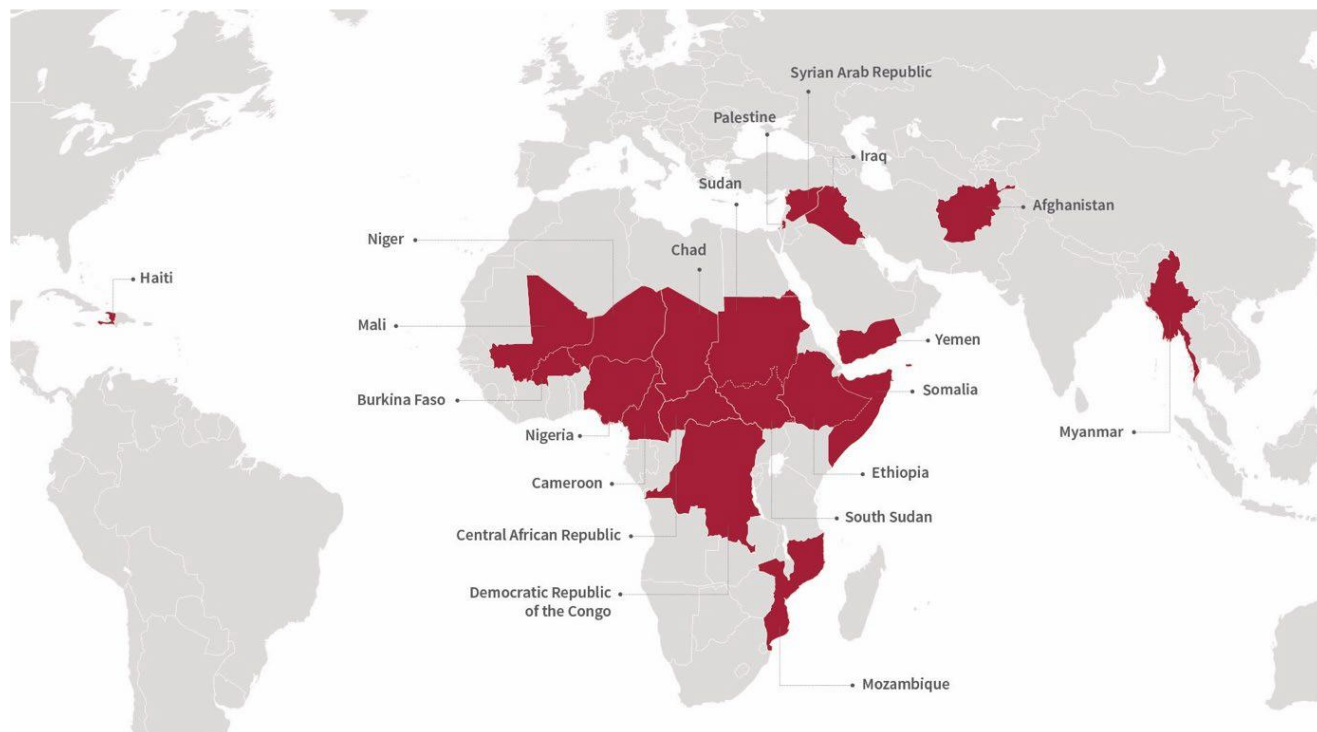 Syrian Arab Republic
Palestine
Iraq
Sudan
Afghanistan
Niger
Chad
Haiti
Mali
Yemen
Somalia
Burkina Faso
Nigeria
Myanmar
Ethiopia
Cameroon
South Sudan
Central African Republic
Democratic Republic
of the Congo
Mozambique